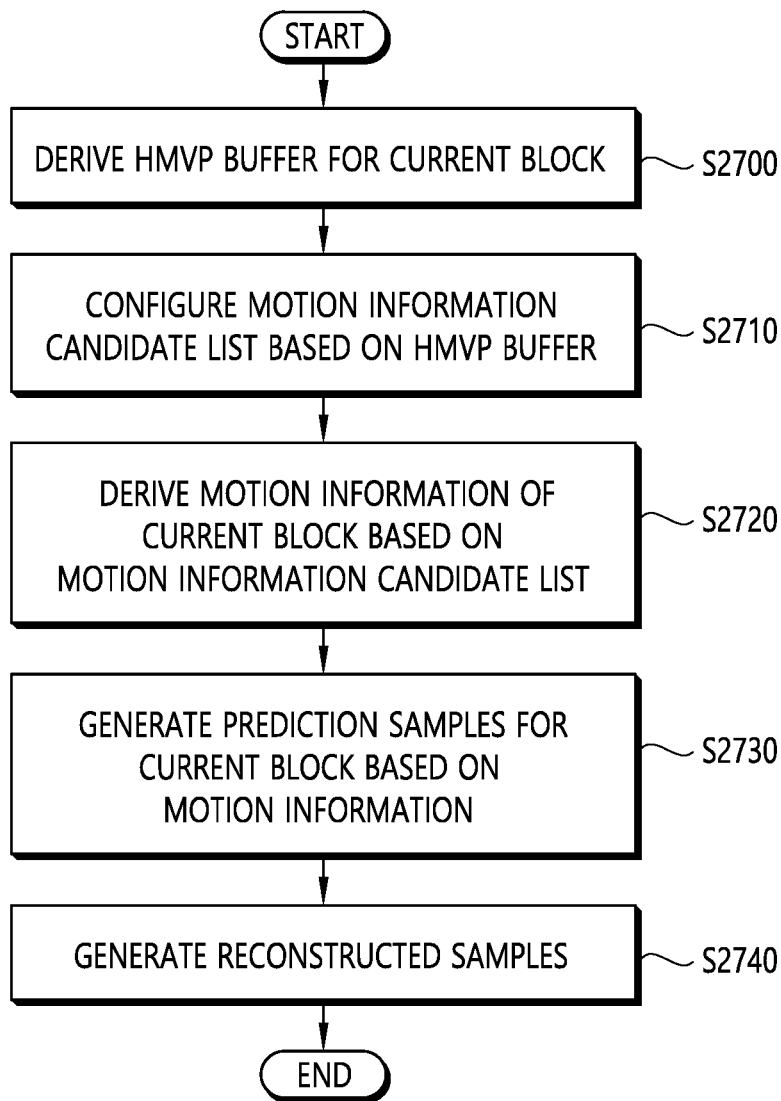 START
DERIVE HMVP BUFFER FOR CURRENT BLOCK
S2700
CONFIGURE MOTION INFORMATION
CANDIDATE LIST BASED ON HMVP BUFFER
S2710
DERIVE MOTION INFORMATION OF
CURRENT BLOCK BASED ON
MOTION INFORMATION CANDIDATE LIST
S2720
GENERATE PREDICTION SAMPLES FOR
CURRENT BLOCK BASED ON
MOTION INFORMATION
S2730
GENERATE RECONSTRUCTED SAMPLES
S2740
END